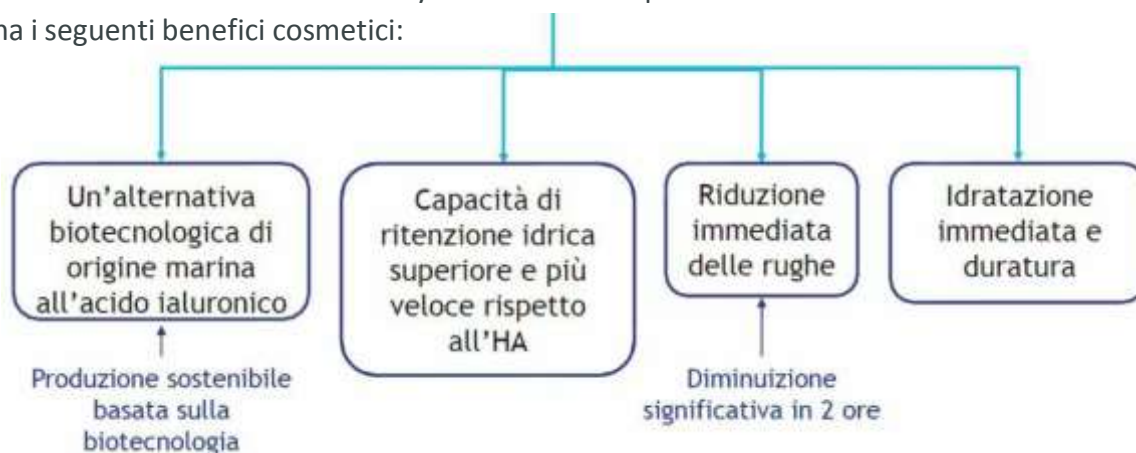 ha i seguenti benefici cosmetici:
Un'alternativa
biotecnologica di
origine marina
all'acido ialuronico
Capacità di
ritenzione idrica
superiore e più
veloce rispetto
all'HA
Riduzione
immediata
delle rughe
Idratazione
immediata e
duratura
Produzione sostenibile
basata sulla
biotecnologia
Diminuizione
significativa in 2 ore